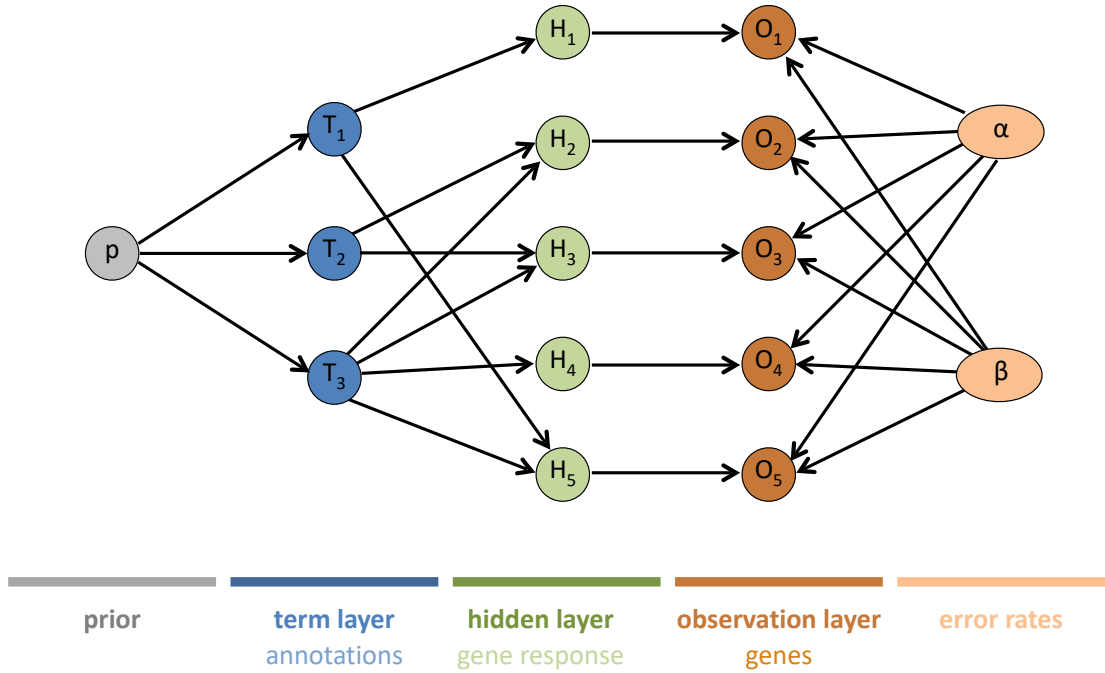 H1
O1
T1
α
H2
O2
p
T2
H3
O3
T3
H4
O4
β
H5
O5
prior
term layer
annotations
hidden layer
gene response
observation layer
genes
error rates